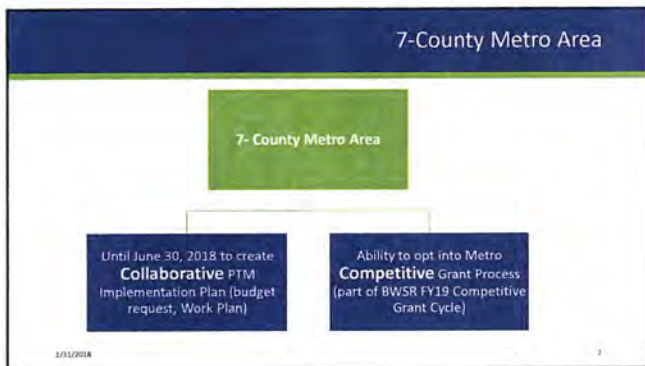 7-County Metro Area
7- County Metro Area
Until June 30, 2018 to create
Collaborative PTM
Implementation Plan (budget
request, Work Plan)
Ability to opt into Metro
Competitive Grant Process
(part of BWSR FY19 Competitive
Grant Cycle)
1/31/2018
7